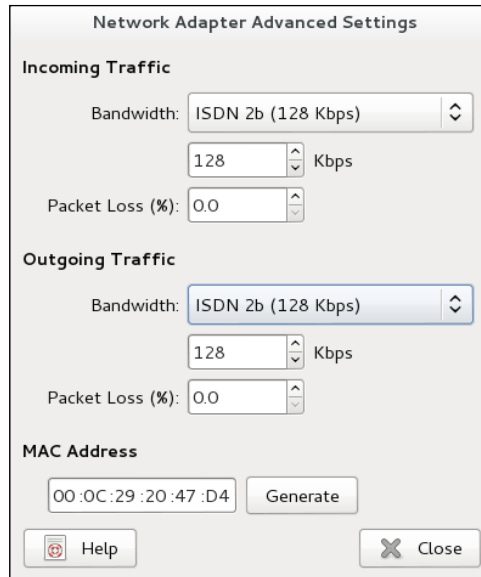 Network Adapter Advanced Settings
Incoming Traffic
Bandwidth: ISDN 2b (128 Kbps)
128 Kbps
Packet Loss (%): 0.0
Outgoing Traffic
Bandwidth: ISDN 2b (128 Kbps)
128 Kbps
Packet Loss (%): 0.0
MAC Address
00 :0C :29 :20 :47 :D4 Generate
Help Close